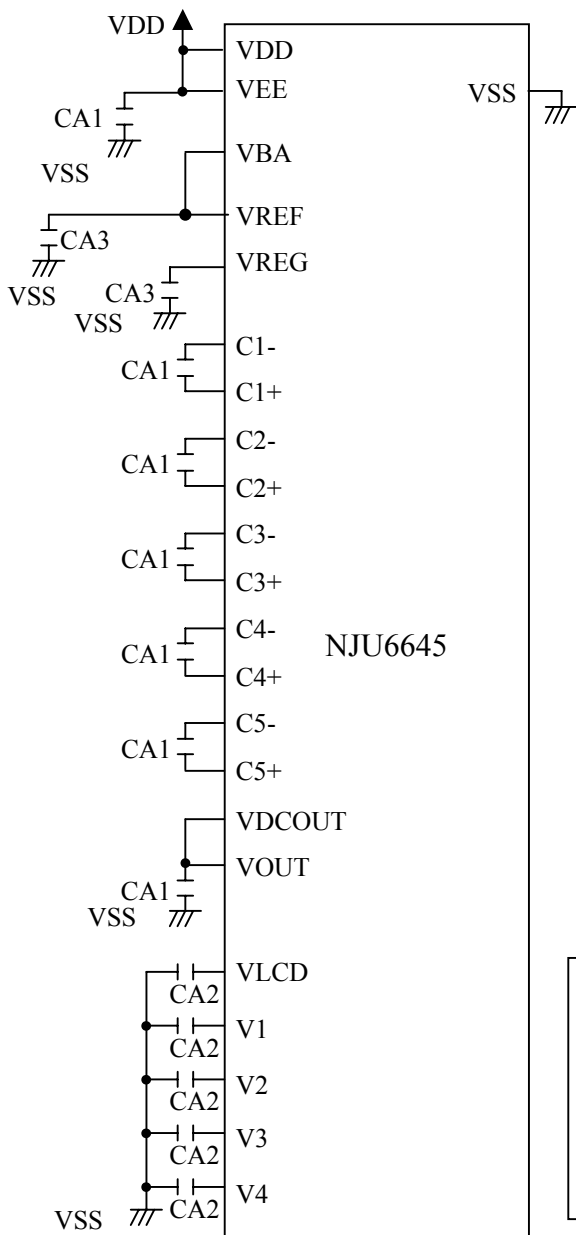 VDD
VDD
VEE
VSS
CA1
VSS
VBA
VREF
CA3
VSS
VREG
CA3
VSS
C1-
CA1
C1+
C2-
CA1
C2+
C3-
CA1
C3+
C4-
NJU6645
CA1
C4+
C5-
CA1
C5+
VDCOUT
VOUT
CA1
VSS
VLCD
CA2
V1
CA2
V2
CA2
V3
CA2
V4
CA2
VSS